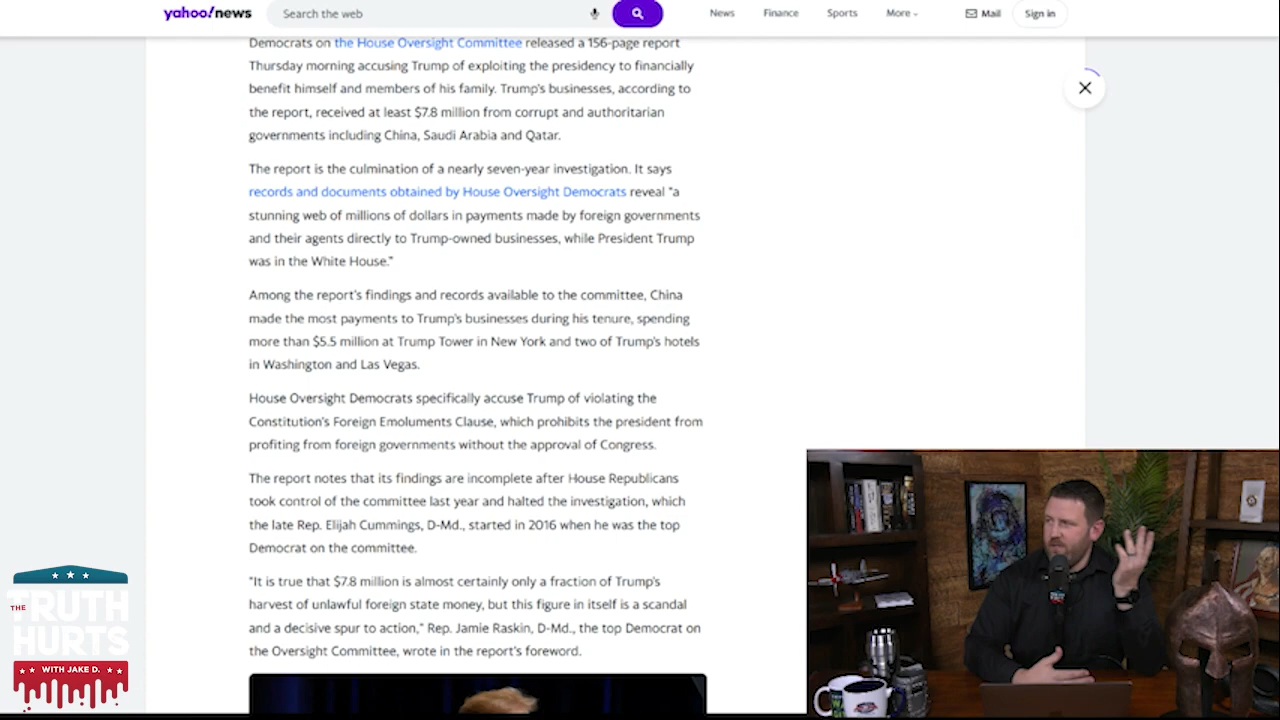 yahoo!news
Search the web
News
Finance
Sports
More
Mail
Sign in
Democrats on the House Oversight Committee released a 156-page report
Thursday morning accusing Trump of exploiting the presidency to financially
benefit himself and members of his family. Trump's businesses, according to
the report, received at least $7.8 million from corrupt and authoritarian
governments including China, Saudi Arabia and Qatar.
The report is the culmination of a nearly seven-year investigation. It says
records and documents obtained by House Oversight Democrats reveal "a
stunning web of millions of dollars in payments made by foreign governments
and their agents directly to Trump-owned businesses, while President Trump
was in the White House."
Among the report's findings and records available to the committee, China
made the most payments to Trump's businesses during his tenure, spending
more than $5.5 million at Trump Tower in New York and two of Trump's hotels
in Washington and Las Vegas.
House Oversight Democrats specifically accuse Trump of violating the
Constitution's Foreign Emoluments Clause, which prohibits the president from
profiting from foreign governments without the approval of Congress.
The report notes that its findings are incomplete after House Republicans
took control of the committee last year and halted the investigation, which
the late Rep. Elijah Cummings, D-Md., started in 2016 when he was the top
Democrat on the committee.
"It is true that $7.8 million is almost certainly only a fraction of Trump's
harvest of unlawful foreign state money, but this figure in itself is a scandal
and a decisive spur to action," Rep. Jamie Raskin, D-Md., the top Democrat on
the Oversight Committee, wrote in the report's foreword.
THE
TRUTH
HURTS
WITH JAKE D.